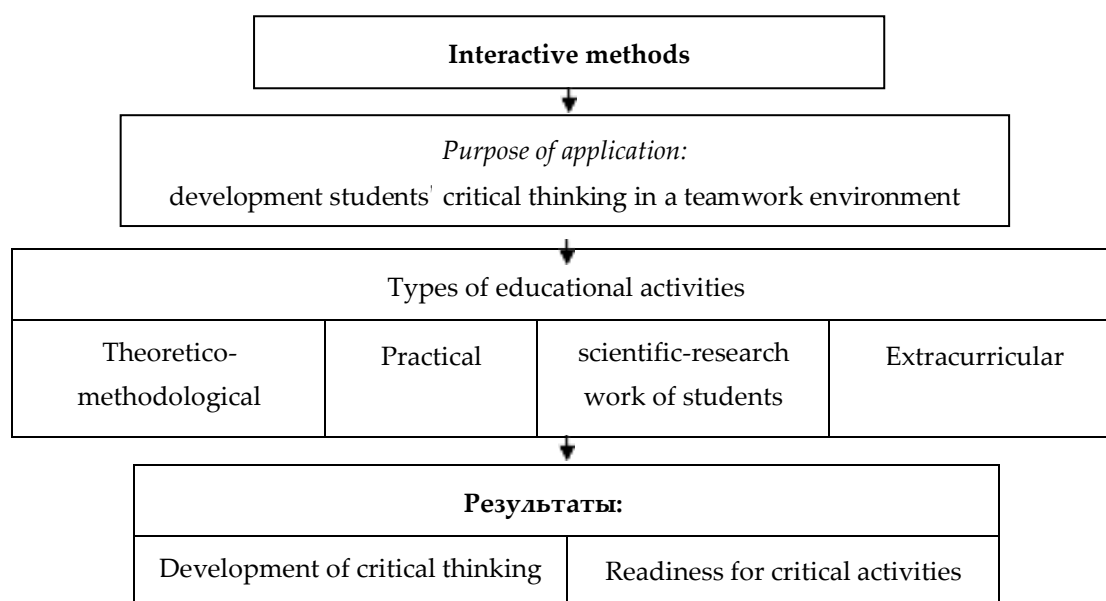 Interactive methods
Purpose of application:
development students' critical thinking in a teamwork environment
Types of educational activities
Theoretico-
methodological
Practical
scientific-research
work of students
Extracurricular
Результаты:
Development of critical thinking
Readiness for critical activities